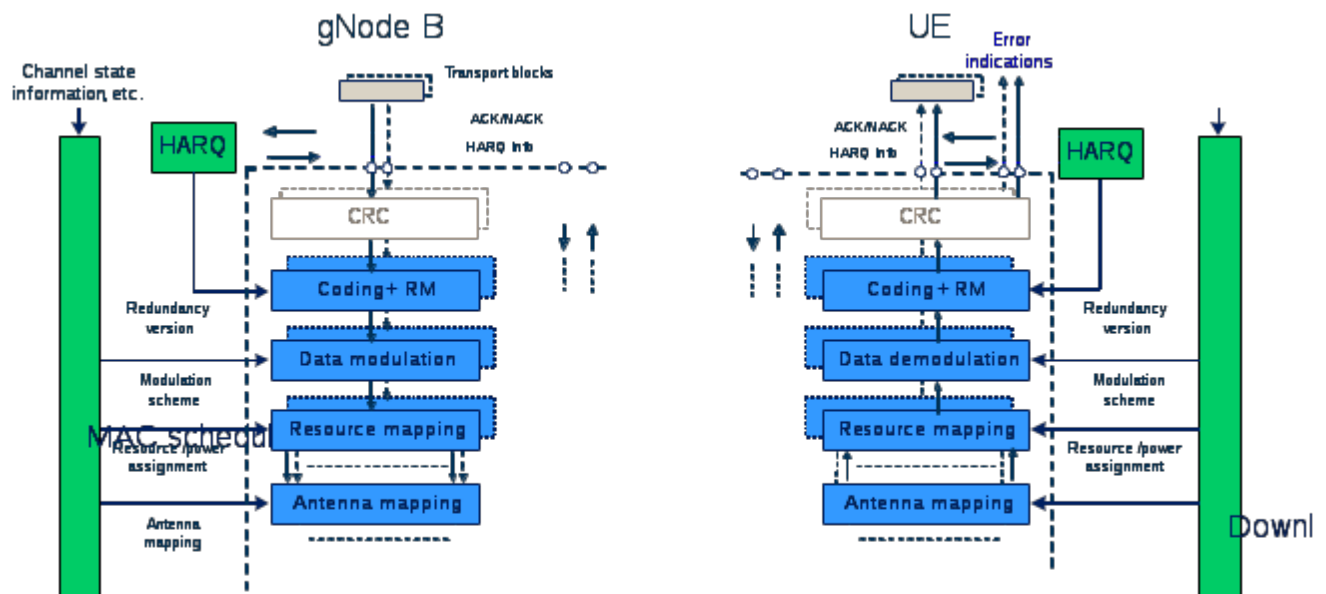 gNode B
UE
Channel state
information, etc.
Transport blocks
Error
indications
HARQ
ACK/NACK
HARQ Info
ACK/NACK
HARQ Info
HARQ
CRC
CRC
Coding+ RM
Coding+ RM
Redundancy
version
Redundancy
version
Data modulation
Data demodulation
Modulation
scheme
Modulation
scheme
MAC schedul
Resource mapping
Resource mapping
Resource /power
assignment
Resource /power
assignment
Antenna mapping
Antenna mapping
Antenna
mapping
Downl